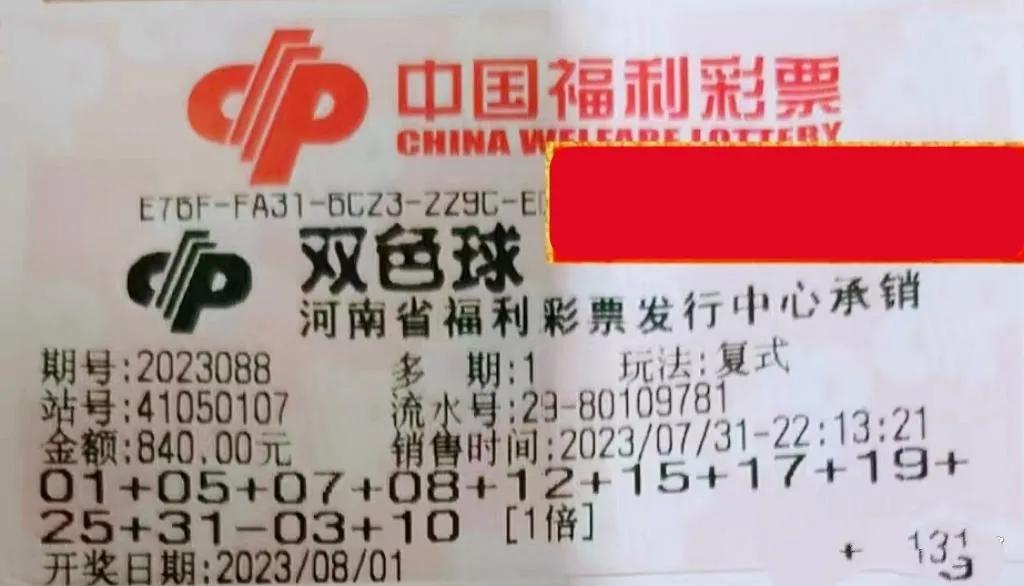 中国福利彩票
CHINA WELFARE LOTTERY
E76F-FA31-6C23-229C-E
双色球
河南省福利彩票发行中心承销
期号:2023088 多 期:1 玩法:复式
站号:41050107 流水号:29-80109781
金额:840.00元 销售时间:2023/07/31-22:13:21
01+05+07+08+12+15+17+19+
25+31-03+10 [1倍]
开奖日期:2023/08/01